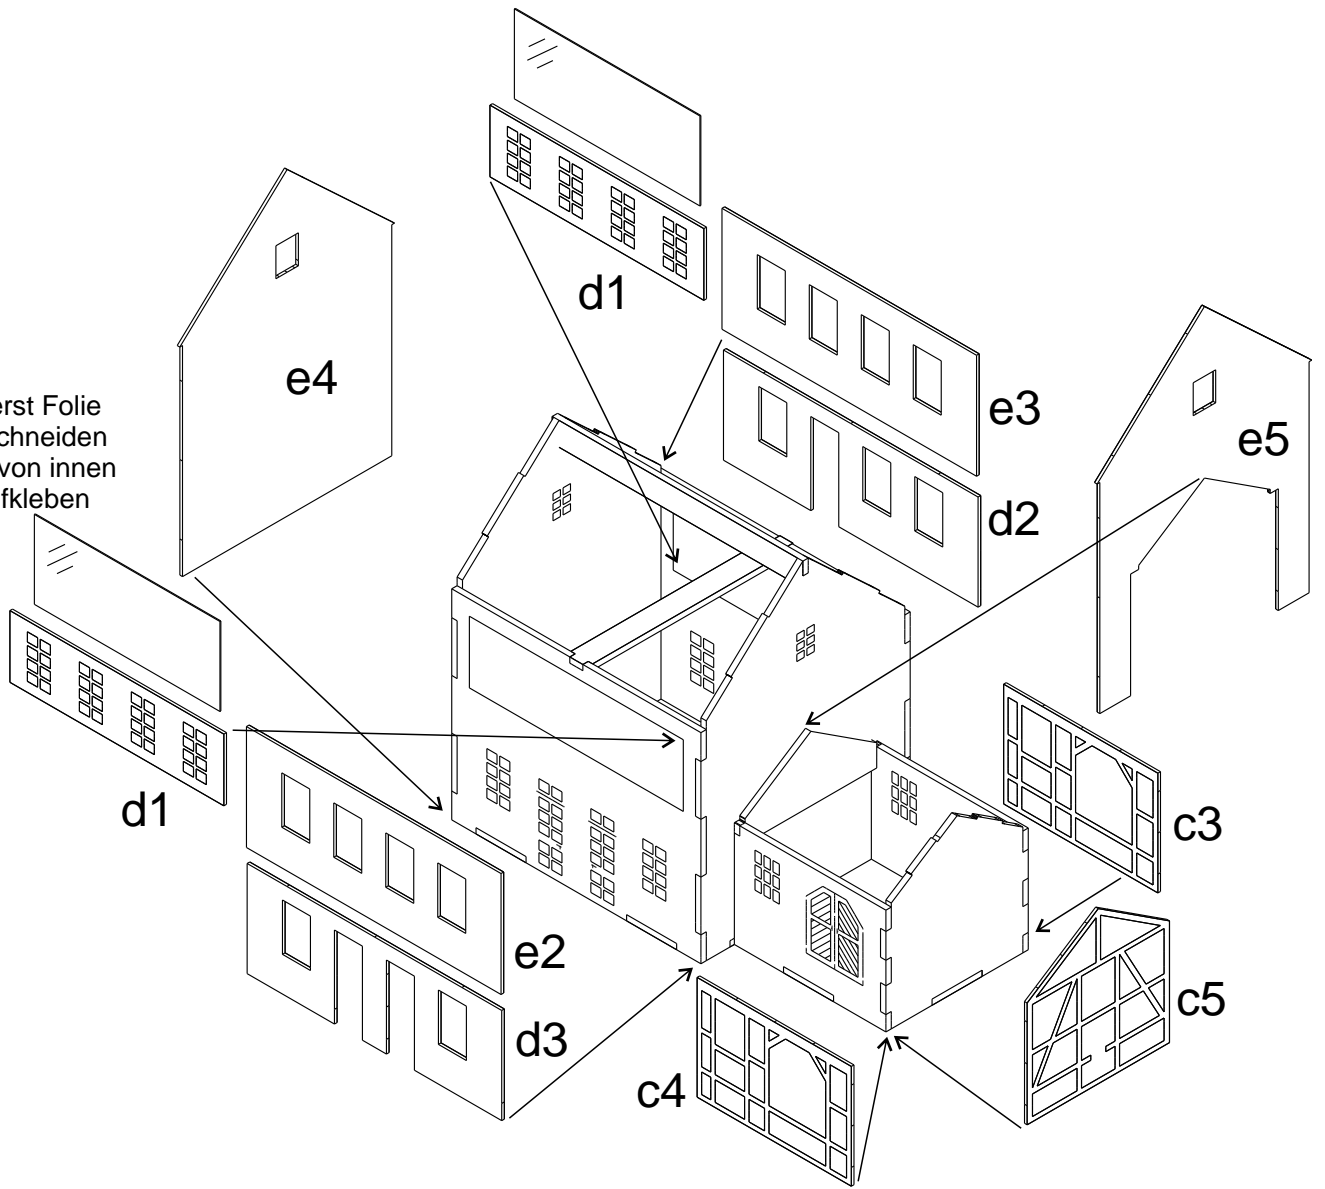 d1
e4
e3
e5
erst Folie
chneiden
von innen
fkleben
d2
d1
c3
e2
c5
d3
c4